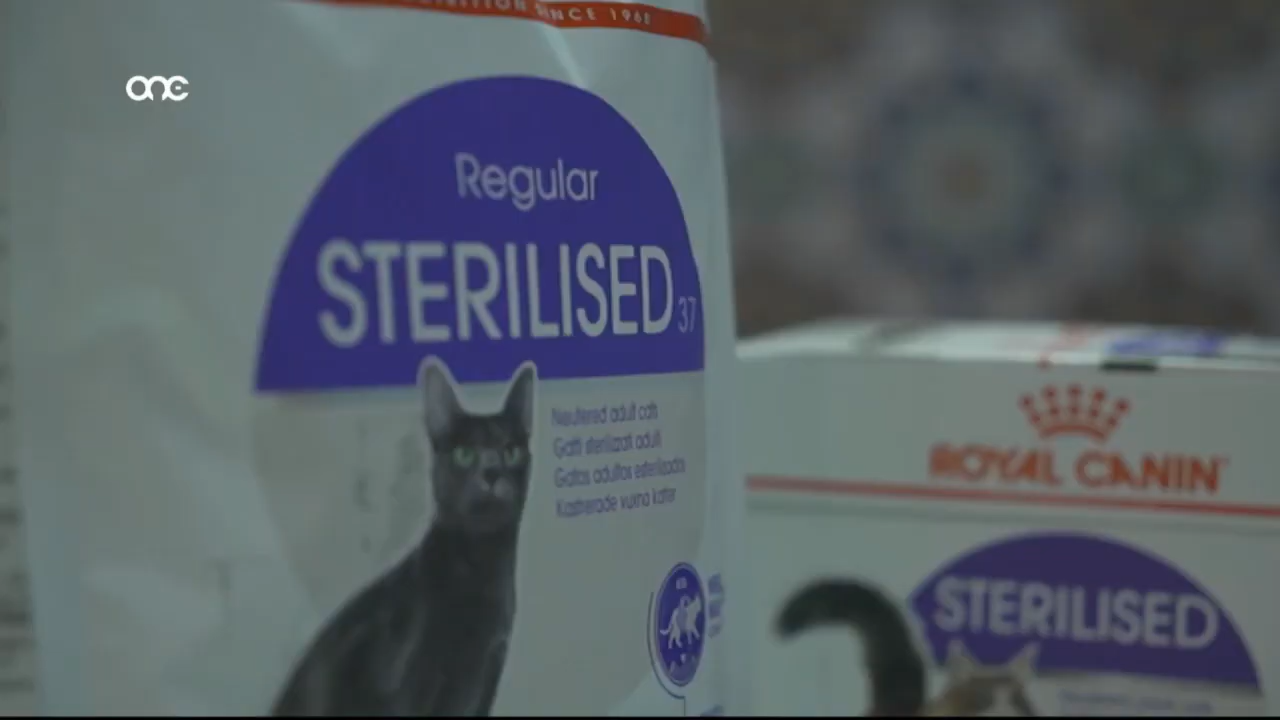 one
SINCE 1968
Regular
STERILISED
37
Neutered adult cats
Gatti sterilizzati adulti
Gatos adultos esterilizados
Kastrerade vuxna katter
ROYAL CANIN
STERILISED